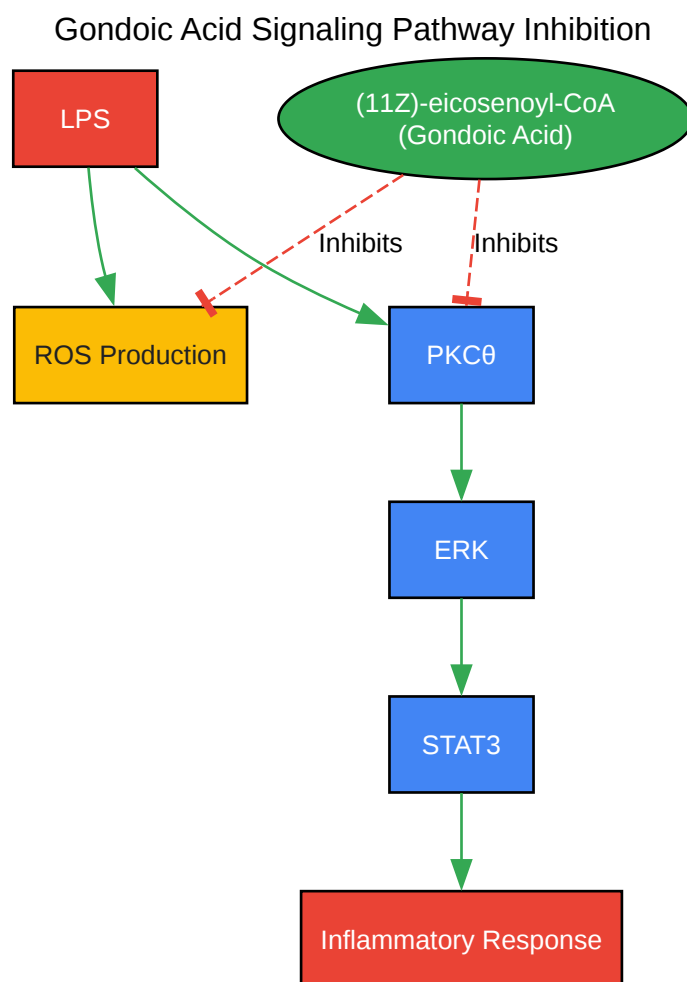 Gondoic Acid Signaling Pathway Inhibition
LPS
(11Z)-eicosenoyl-CoA
(Gondoic Acid)
Inhibits
Inhibits
ROS Production
PKCθ
ERK
STAT3
Inflammatory Response